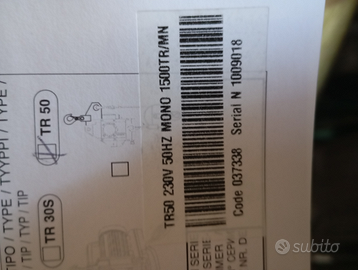 TIPO / TYPE / TYYPPI / TYPE /
TIP / TYP / TIP
TR 50
TR 30S
TR50 230V 50HZ MONO 1500TR/MN
Code 037338 Serial N 1009018
SERI
SERIE
MER
CEPV
NR. D
subito